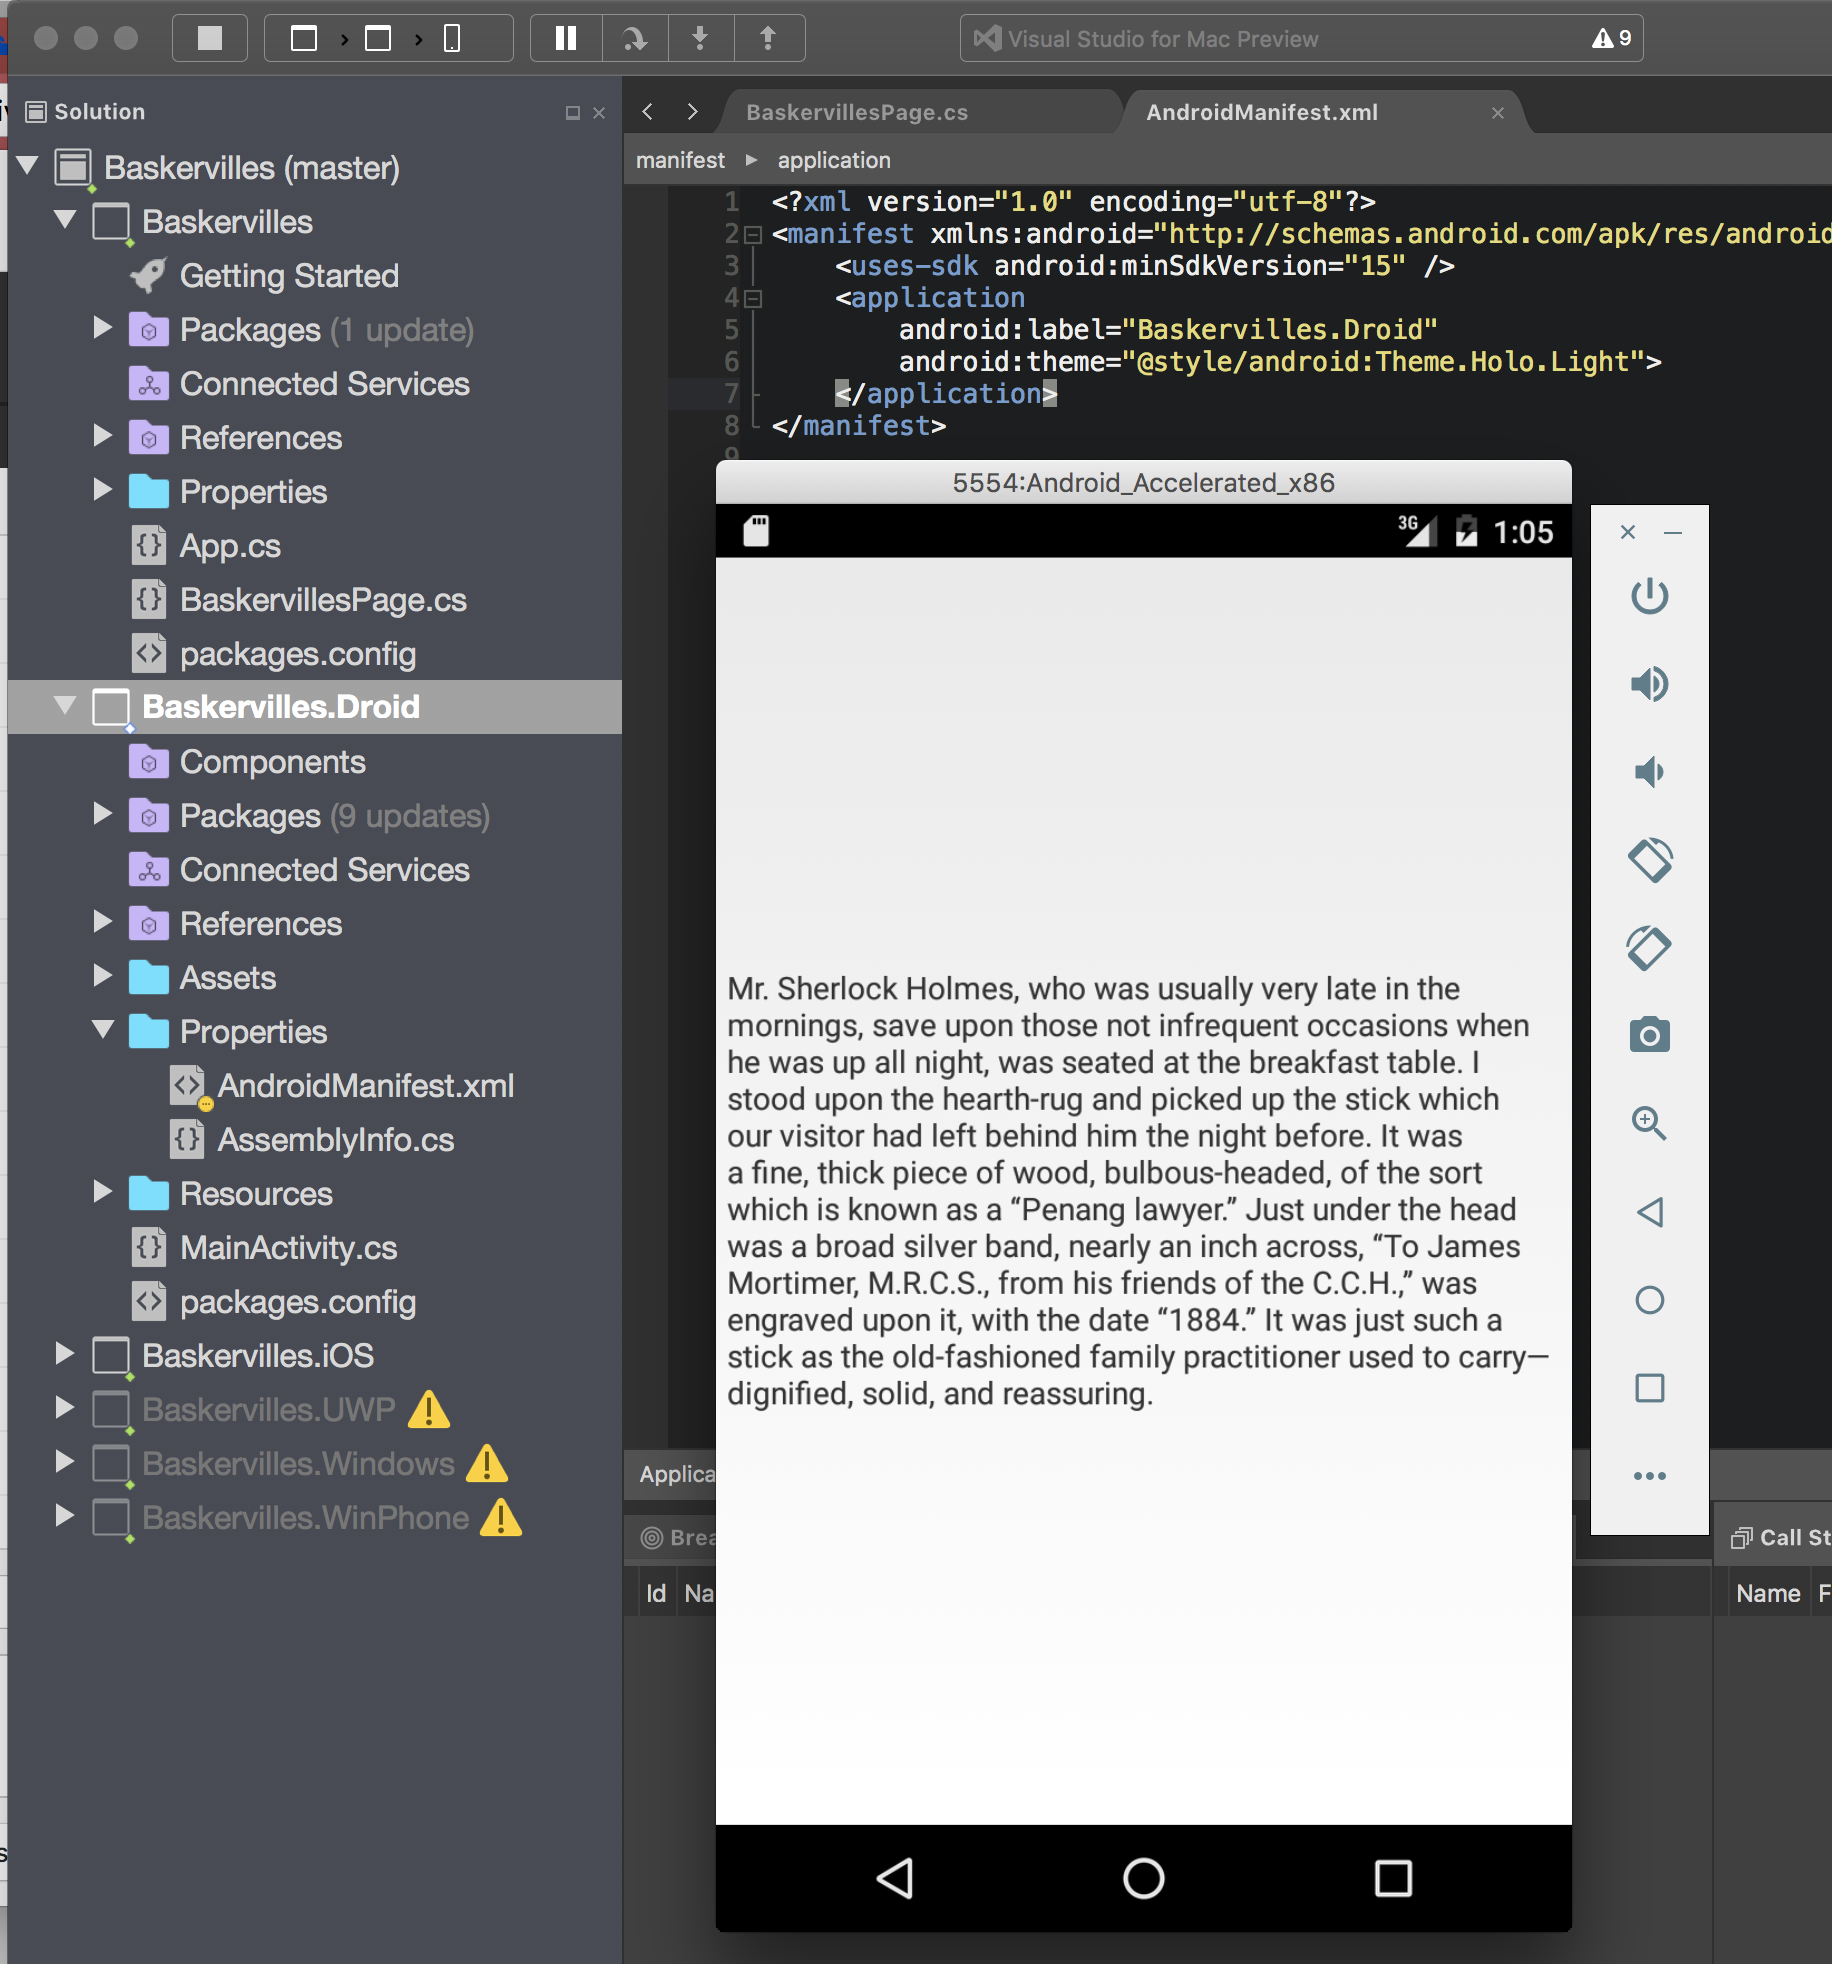 Visual Studio for Mac Preview
9
Solution
Baskervilles (master)
Baskervilles
Getting Started
Packages (1 update)
Connected Services
References
Properties
App.cs
BaskervillesPage.cs
packages.config
Baskervilles.Droid
Components
Packages (9 updates)
Connected Services
References
Assets
Properties
AndroidManifest.xml
AssemblyInfo.cs
Resources
MainActivity.cs
packages.config
Baskervilles.iOS
Baskervilles.UWP
Baskervilles.Windows
Baskervilles.WinPhone
BaskervillesPage.cs
AndroidManifest.xml
manifest
application
1 <?xml version="1.0" encoding="utf-8"?>
2 <manifest xmlns:android="http://schemas.android.com/apk/res/android
3 <uses-sdk android:minSdkVersion="15" />
4 <application
5 android:label="Baskervilles.Droid"
6 android:theme="@style/android:Theme.Holo.Light">
7 </application>
8 </manifest>
9
5554:Android_Accelerated_x86
3G 1:05
Mr. Sherlock Holmes, who was usually very late in the
mornings, save upon those not infrequent occasions when
he was up all night, was seated at the breakfast table. I
stood upon the hearth-rug and picked up the stick which
our visitor had left behind him the night before. It was
a fine, thick piece of wood, bulbous-headed, of the sort
which is known as a “Penang lawyer.” Just under the head
was a broad silver band, nearly an inch across, “To James
Mortimer, M.R.C.S., from his friends of the C.C.H.,” was
engraved upon it, with the date “1884.” It was just such a
stick as the old-fashioned family practitioner used to carry—
dignified, solid, and reassuring.
Applica
Brea
Id
Na
Call St
Name
F